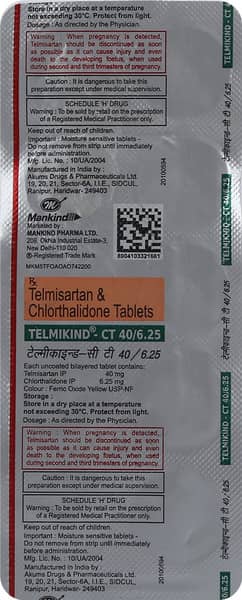 Store in a dry place at a temperature
not exceeding 30°C. Protect from light.
Dosage : As directed by the Physician.
Warning : When pregnancy is detected,
Telmisartan should be discontinued as soon
as possible as it can cause injury and even
death to the developing foetus, when used
during second and third trimesters of pregnancy.
Caution : It is dangerous to take this
preparation except under medical supervision.
SCHEDULE 'H' DRUG
Warning : To be sold by retail on the prescription
of a Registered Medical Practitioner only.
Keep out of reach of children.
Important : Moisture sensitive tablets -
Do not remove from strip until immediately
before administration.
Mfg. Lic. No. : 10/UA/2004
Manufactured in India by :
Akums Drugs & Pharmaceuticals Ltd.
19, 20, 21, Sector-6A, I.I.E., SIDCUL,
Ranipur, Haridwar- 249403
20100594
Mankind
Marketed by :
MANKIND PHARMA LTD.
208, Okhla Industrial Estate-3,
New Delhi-110 020
®-Registered Trade Mark
8904103321681
Rx
Telmisartan &
Chlorthalidone Tablets
TELMIKIND®- CT 40/6.25
टेल्मीकाइन्ड–सी टी 40 / 6.25
Each uncoated bilayered tablet contains:
Telmisartan IP 40 mg
Chlorthalidone IP 6.25 mg
Colour : Ferric Oxide Yellow USP-NF
Storage :
Store in a dry place at a temperature
not exceeding 30°C. Protect from light.
Dosage : As directed by the Physician.
Warning : When pregnancy is detected,
Telmisartan should be discontinued as soon
as possible as it can cause injury and even
death to the developing foetus, when used
during second and third trimesters of pregnancy.
Caution : It is dangerous to take this
preparation except under medical supervision.
SCHEDULE 'H' DRUG
Warning : To be sold by retail on the prescription
of a Registered Medical Practitioner only.
Keep out of reach of children.
Important : Moisture sensitive tablets -
Do not remove from strip until immediately
before administration.
Mfg. Lic. No. : 10/UA/2004
Manufactured in India by :
Akums Drugs & Pharmaceuticals Ltd.
19, 20, 21, Sector-6A, I.I.E., SIDCUL,
Ranipur, Haridwar- 249403
20100594
टेल्मीकाइन्ड–सी टी 40 / 6.25
TELMIKIND®- CT 40/6.25